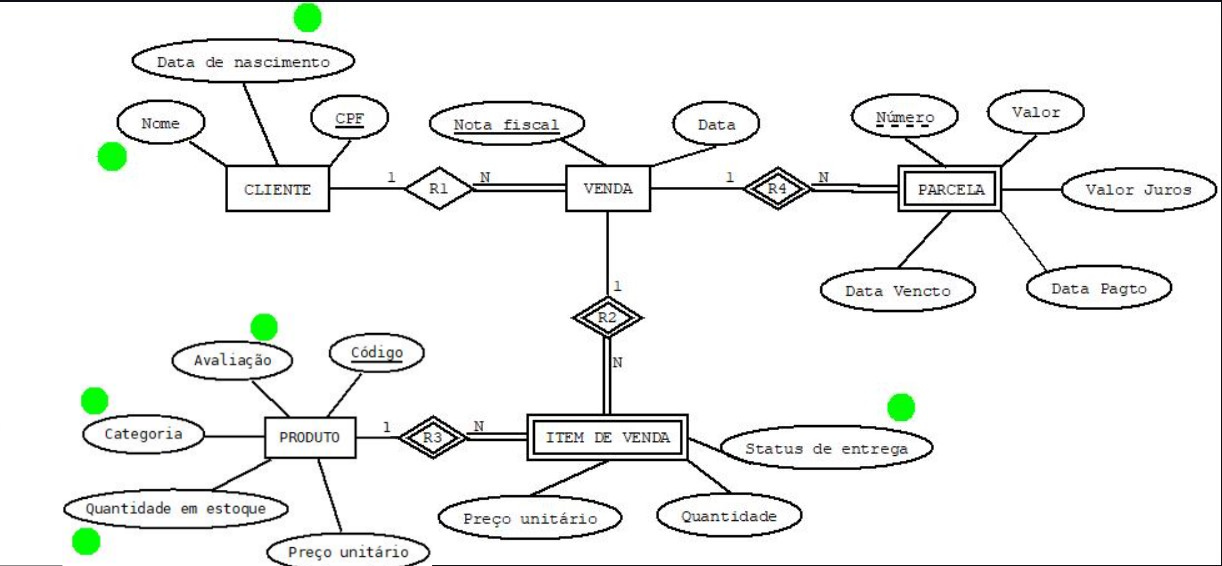 Data de nascimento
Nome
CPF
Nota fiscal
Data
Número
Valor
CLIENTE
1
R1
N
VENDA
1
R4
N
PARCELA
Valor Juros
Data Vencto
Data Pagto
1
R2
N
Avaliação
Código
Categoria
PRODUTO
1
R3
N
ITEM DE VENDA
Status de entrega
Quantidade em estoque
Preço unitário
Preço unitário
Quantidade